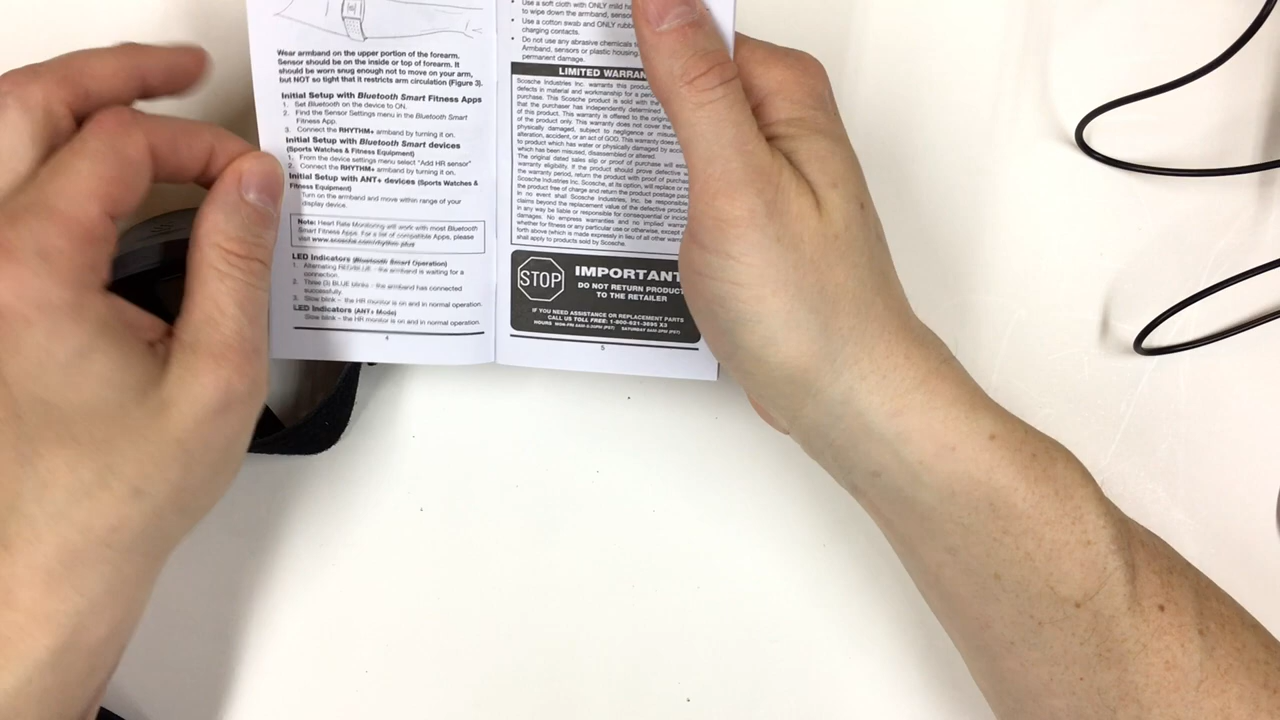 Wear armband on the upper portion of the forearm.
Sensor should be on the inside or top of forearm. It
should be worn snug enough not to move on your arm,
but NOT so tight that it restricts arm circulation (Figure 3).
Initial Setup with Bluetooth Smart Fitness Apps
1. Set Bluetooth on the device to ON.
2. Find the Sensor Settings menu in the Bluetooth Smart
Fitness App.
3. Connect the RHYTHM+ armband by turning it on.
Initial Setup with Bluetooth Smart devices
(Sports Watches & Fitness Equipment)
1. From the device settings menu select "Add HR sensor"
2. Connect the RHYTHM+ armband by turning it on.
Initial Setup with ANT+ devices (Sports Watches &
Fitness Equipment)
Turn on the armband and move within range of your
display device.
Note: Heart Rate Monitoring will work with most Bluetooth
Smart Fitness Apps. For a list of compatible Apps, please
visit www.scosche.com/rhythm-plus
LED Indicators (Bluetooth Smart Operation)
1. Alternating RED/BLUE – the armband is waiting for a
connection.
2. Three (3) BLUE blinks – the armband has connected
successfully.
3. Slow blink – the HR monitor is on and in normal operation.
LED Indicators (ANT+ Mode)
Slow blink – the HR monitor is on and in normal operation.
4
• Use a soft cloth with ONLY mild
to wipe down the armband,
• Use a cotton swab and ONLY
charging contacts.
• Do not use any abrasive chemicals
Armband, sensors or plastic housing.
permanent damage.
LIMITED
Scosche Industries Inc. warrants this
defects in material and workmanship for a
purchase. This Scosche product is sold with the
that the purchaser has independently determined
of this product. This warranty is offered to the
of the product only. This warranty does not cover the
physically damaged, subject to negligence or
alteration, accident, or an act of GOD. This warranty does
to product which has water or physically damaged by
which has been misused, disassembled or altered.
The original dated sales slip or proof of purchase will
warranty eligibility. If the product should prove defective
the warranty period, return the product with proof of
Scosche Industries Inc. Scosche, at its option, will replace or
the product free of charge and return the product postage
In no event shall Scosche Industries, Inc. be
claims beyond the replacement value of the defective
or in any way be liable or responsible for consequential or
damages. No express warranties and no implied
whether for fitness or any particular use or otherwise, except
forth above (which is made expressly in lieu of all other
shall apply to products sold by Scosche.
STOP
IMPORTANT
DO NOT RETURN PRODUCT
TO THE RETAILER
IF YOU NEED ASSISTANCE OR REPLACEMENT PARTS
CALL US TOLL FREE: 1-800-621-3695 X3
HOURS MON-FRI
SATURDAY
5